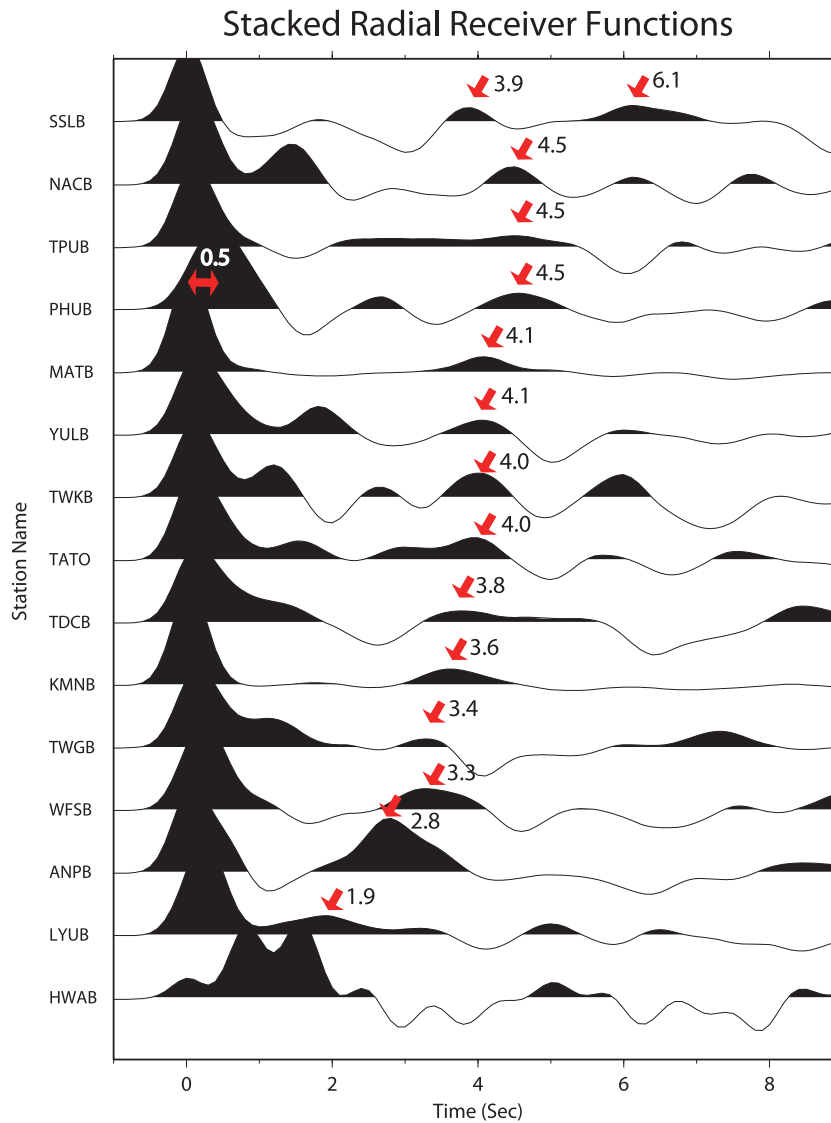 Stacked Radial Receiver Functions
3.9
6.1
SSLB
4.5
NACB
4.5
TPUB
0.5
4.5
PHUB
4.1
MATB
4.1
YULB
4.0
TWKB
4.0
TATO
3.8
TDCB
3.6
KMNB
3.4
TWGB
3.3
WFSB
2.8
ANPB
1.9
LYUB
HWAB
Station Name
0 2 4 6 8
Time (Sec)